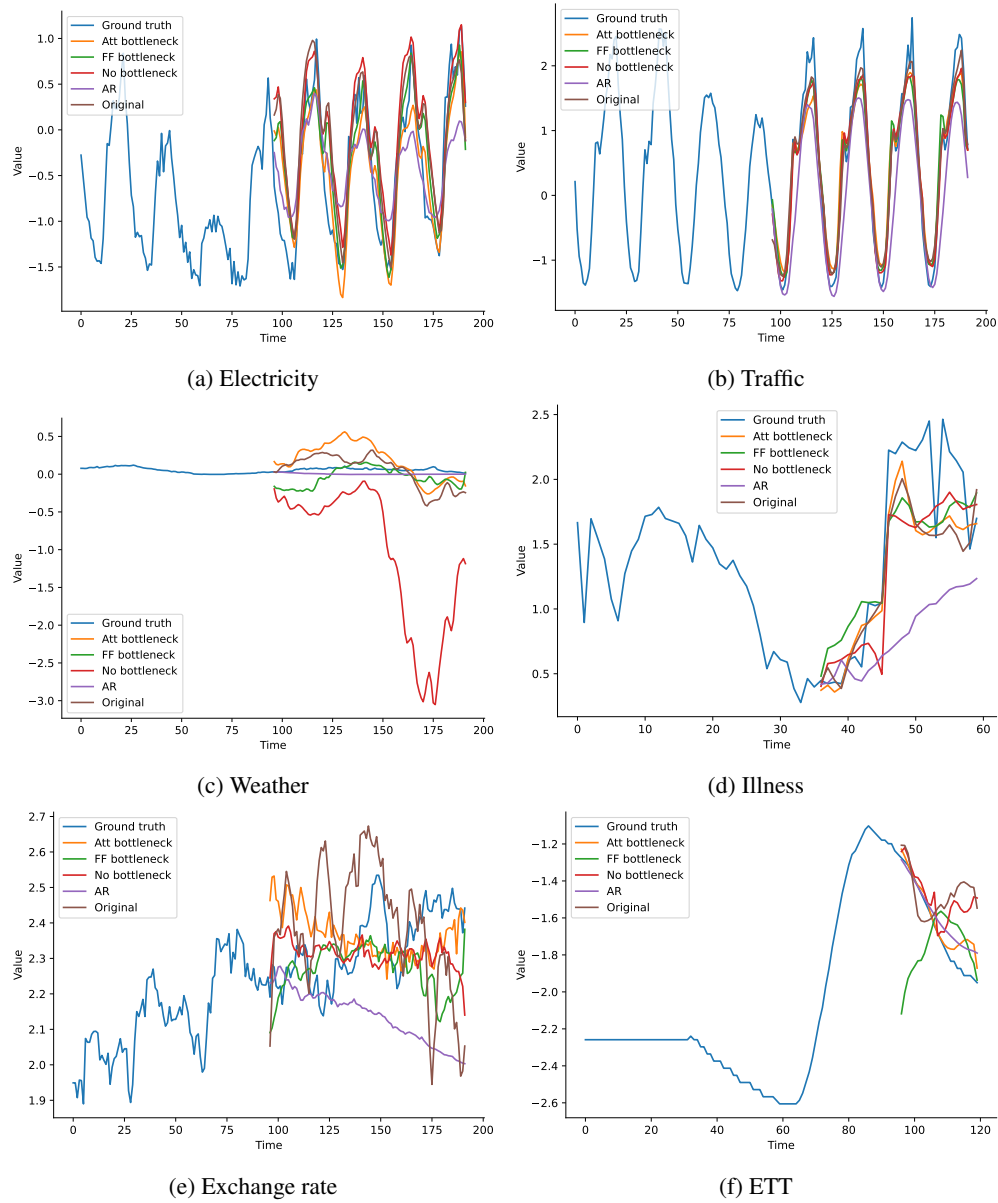 Ground truth
Att bottleneck
FF bottleneck
No bottleneck
AR
Original
1.0
0.5
0.0
−0.5
−1.0
−1.5
Value
0 25 50 75 100 125 150 175 200
Time
(a) Electricity
Ground truth
Att bottleneck
FF bottleneck
No bottleneck
AR
Original
2
1
0
−1
Value
0 25 50 75 100 125 150 175 200
Time
(b) Traffic
0.5
0.0
−0.5
−1.0
−1.5
−2.0
−2.5
−3.0
Value
Ground truth
Att bottleneck
FF bottleneck
No bottleneck
AR
Original
0 25 50 75 100 125 150 175 200
Time
(c) Weather
Ground truth
Att bottleneck
FF bottleneck
No bottleneck
AR
Original
2.5
2.0
1.5
1.0
0.5
Value
0 10 20 30 40 50 60
Time
(d) Illness
Ground truth
Att bottleneck
FF bottleneck
No bottleneck
AR
Original
2.7
2.6
2.5
2.4
2.3
2.2
2.1
2.0
1.9
Value
0 25 50 75 100 125 150 175 200
Time
(e) Exchange rate
Ground truth
Att bottleneck
FF bottleneck
No bottleneck
AR
Original
−1.2
−1.4
−1.6
−1.8
−2.0
−2.2
−2.4
−2.6
Value
0 20 40 60 80 100 120
Time
(f) ETT